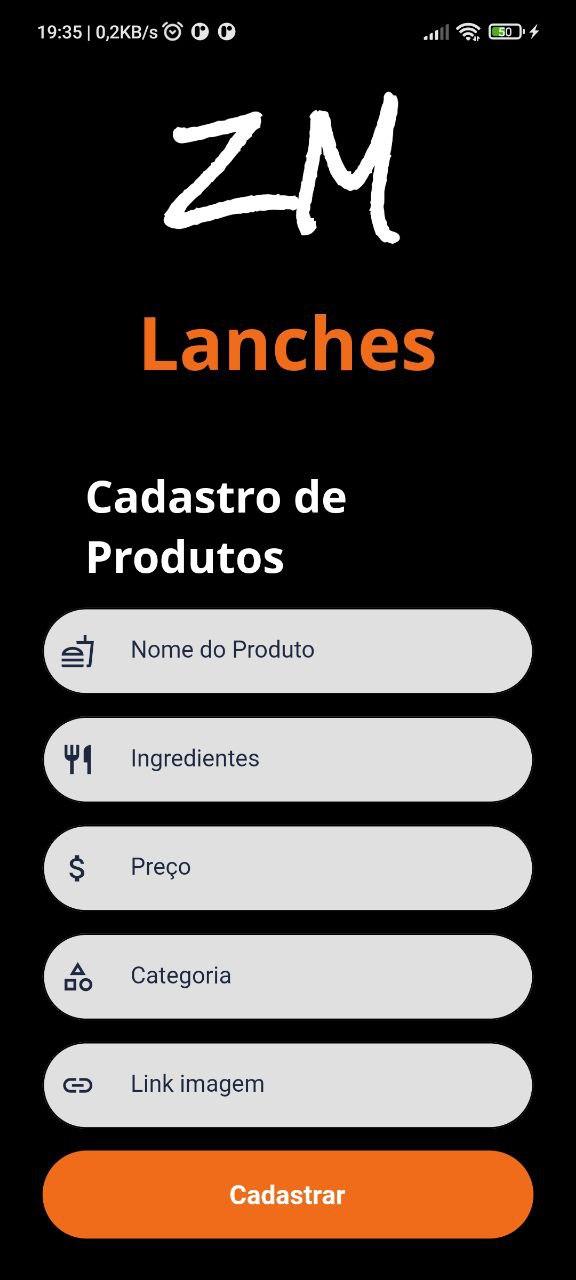 19:35 | 0,2KB/s
50
ZM
Lanches
Cadastro de
Produtos
Nome do Produto
Ingredientes
$ Preço
Categoria
Link imagem
Cadastrar